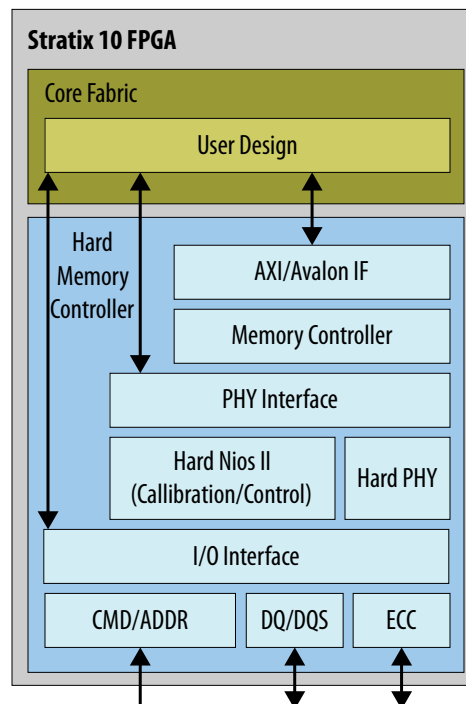 Stratix 10 FPGA
Core Fabric
User Design
Hard
Memory
Controller
AXI/Avalon IF
Memory Controller
PHY Interface
Hard Nios II
(Callibration/Control)
Hard PHY
I/O Interface
CMD/ADDR
DQ/DQS
ECC